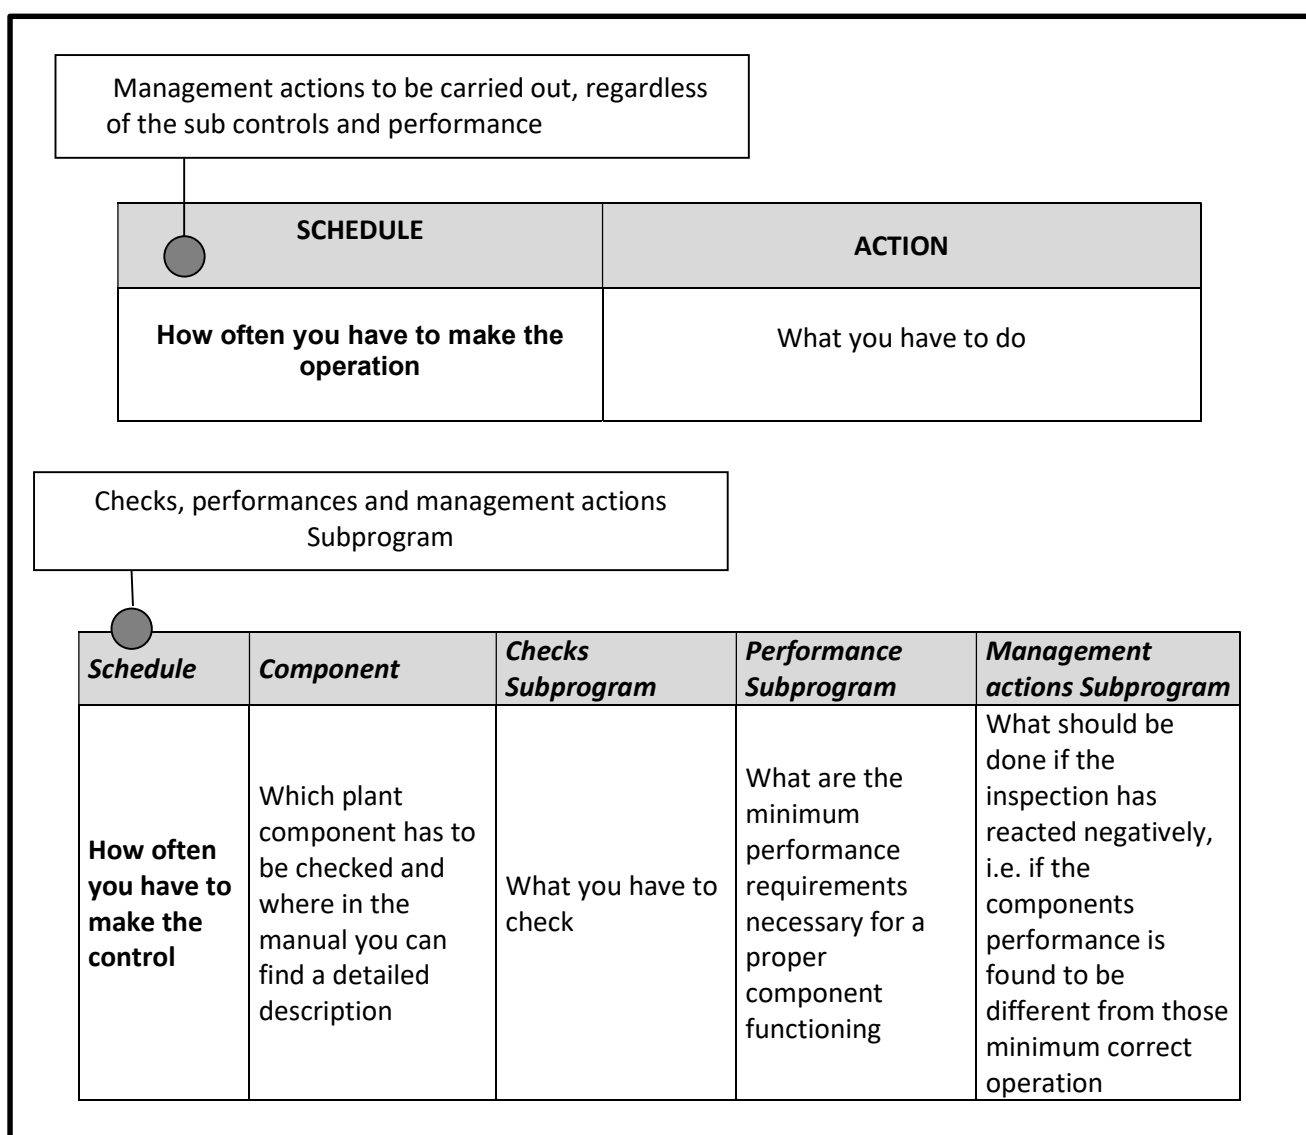 Management actions to be carried out, regardless
of the sub controls and performance
SCHEDULE
ACTION
How often you have to make the
operation
What you have to do
Checks, performances and management actions
Subprogram
Schedule
Component
Checks
Subprogram
Performance
Subprogram
Management
actions Subprogram
How often
you have to
make the
control
Which plant
component has to
be checked and
where in the
manual you can
find a detailed
description
What you have to
check
What are the
minimum
performance
requirements
necessary for a
proper
component
functioning
What should be
done if the
inspection has
reacted negatively,
i.e. if the
components
performance is
found to be
different from those
minimum correct
operation